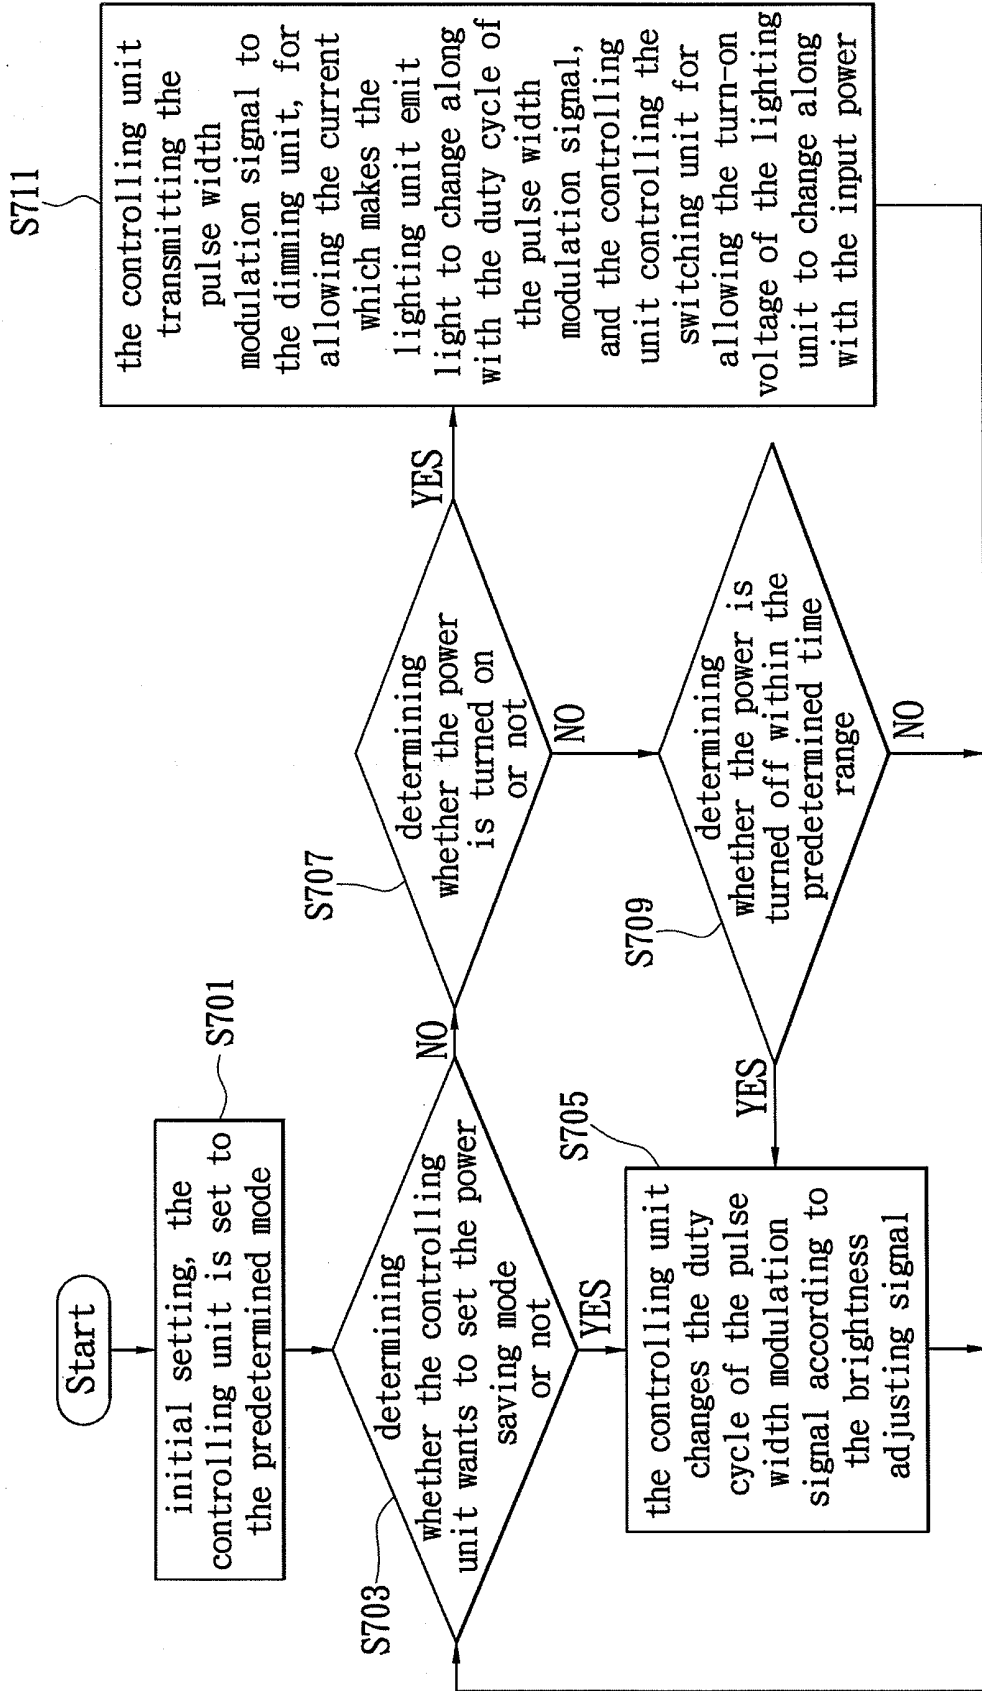 Start
initial setting, the
controlling unit is set to
the predetermined mode
S701
determining
whether the controlling
unit wants to set the power
saving mode
or not
S703
NO
YES
the controlling unit
changes the duty
cycle of the pulse
width modulation
signal according to
the brightness
adjusting signal
S705
determining
whether the power
is turned on
or not
S707
YES
NO
determining
whether the power is
turned off within the
predetermined time
range
S709
YES
NO
the controlling unit
transmitting the
pulse width
modulation signal to
the dimming unit, for
allowing the current
which makes the
lighting unit emit
light to change along
with the duty cycle of
the pulse width
modulation signal,
and the controlling
unit controlling the
switching unit for
allowing the turn-on
voltage of the lighting
unit to change along
with the input power
S711